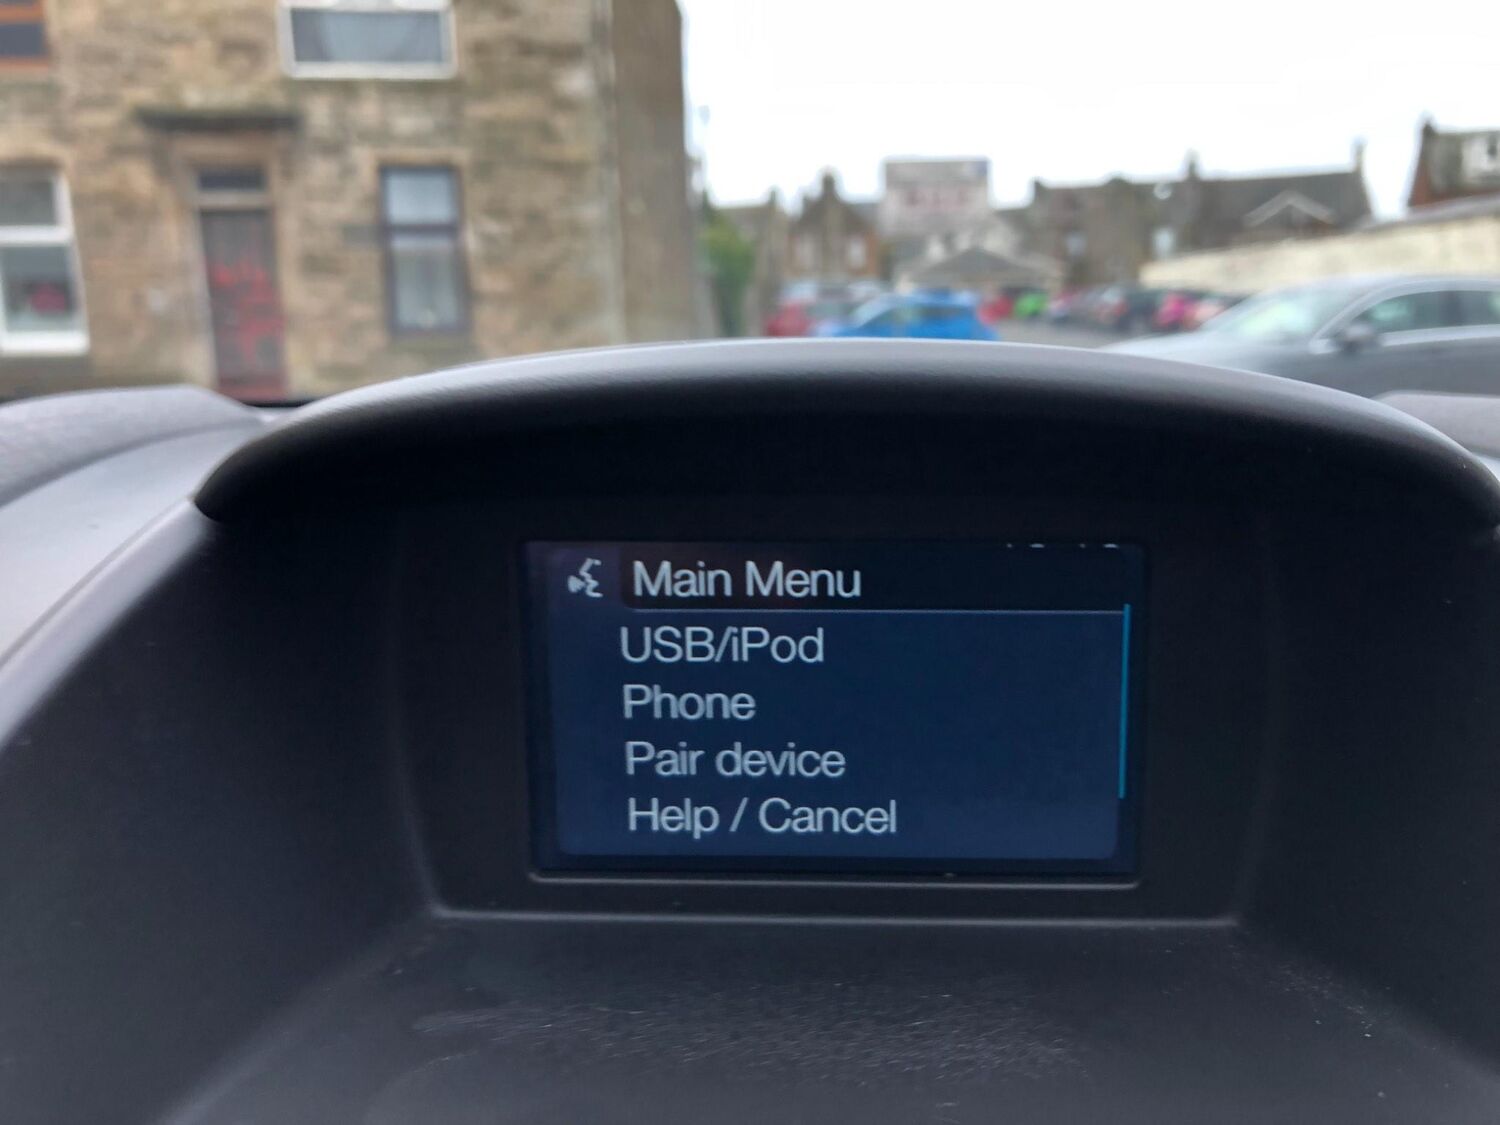 Main Menu
USB/iPod
Phone
Pair device
Help / Cancel